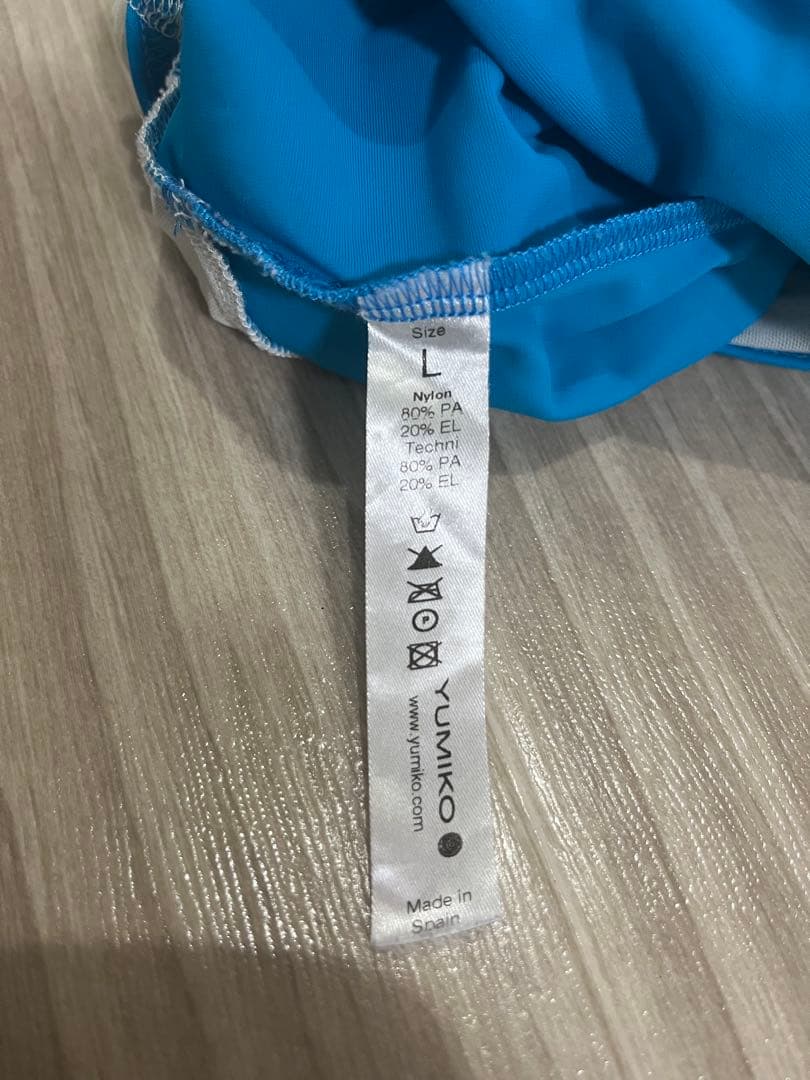 Size
L
Nylon
80% PA
20% EL
Techni
80% PA
20% EL
P
YUMIKO
www.yumiko.com
Made in
Spain